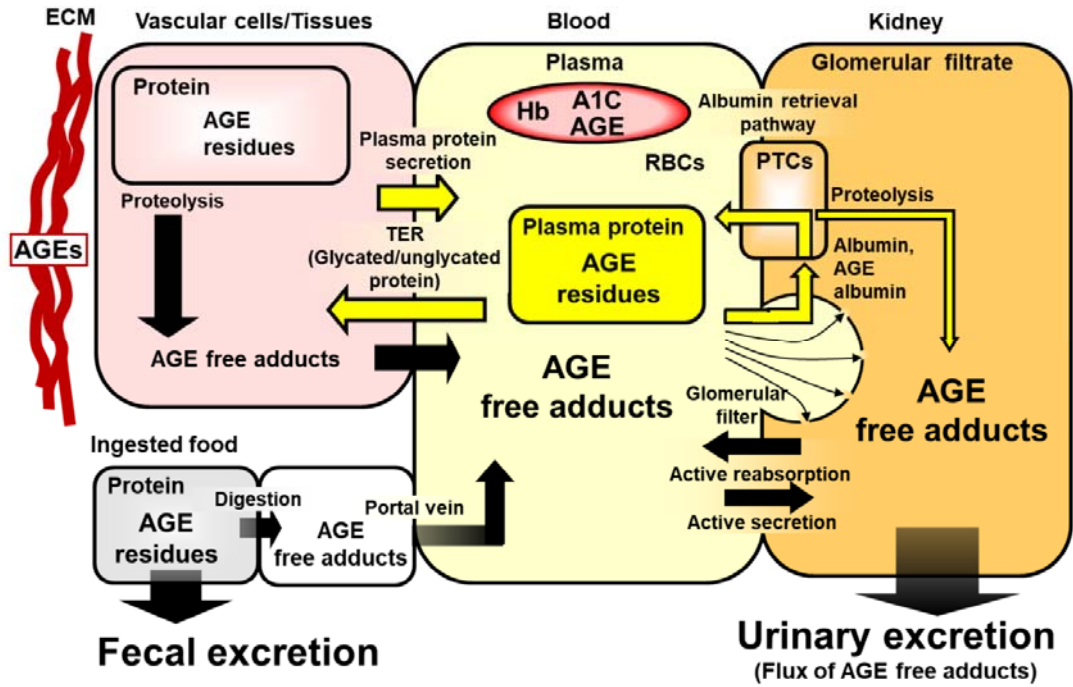 ECM
Vascular cells/Tissues
Blood
Kidney
Protein
AGE
residues
Proteolysis
AGEs
AGE free adducts
Plasma protein
secretion
TER
(Glycated/unglycated
protein)
Plasma
Hb
A1C
AGE
RBCs
Plasma protein
AGE
residues
AGE
free adducts
Glomerular filtrate
Albumin retrieval
pathway
PTCs
Proteolysis
Albumin,
AGE
albumin
Glomerular
filter
AGE
free adducts
Active reabsorption
Active secretion
Ingested food
Protein
AGE
residues
Digestion
AGE
free adducts
Portal vein
Fecal excretion
Urinary excretion
(Flux of AGE free adducts)